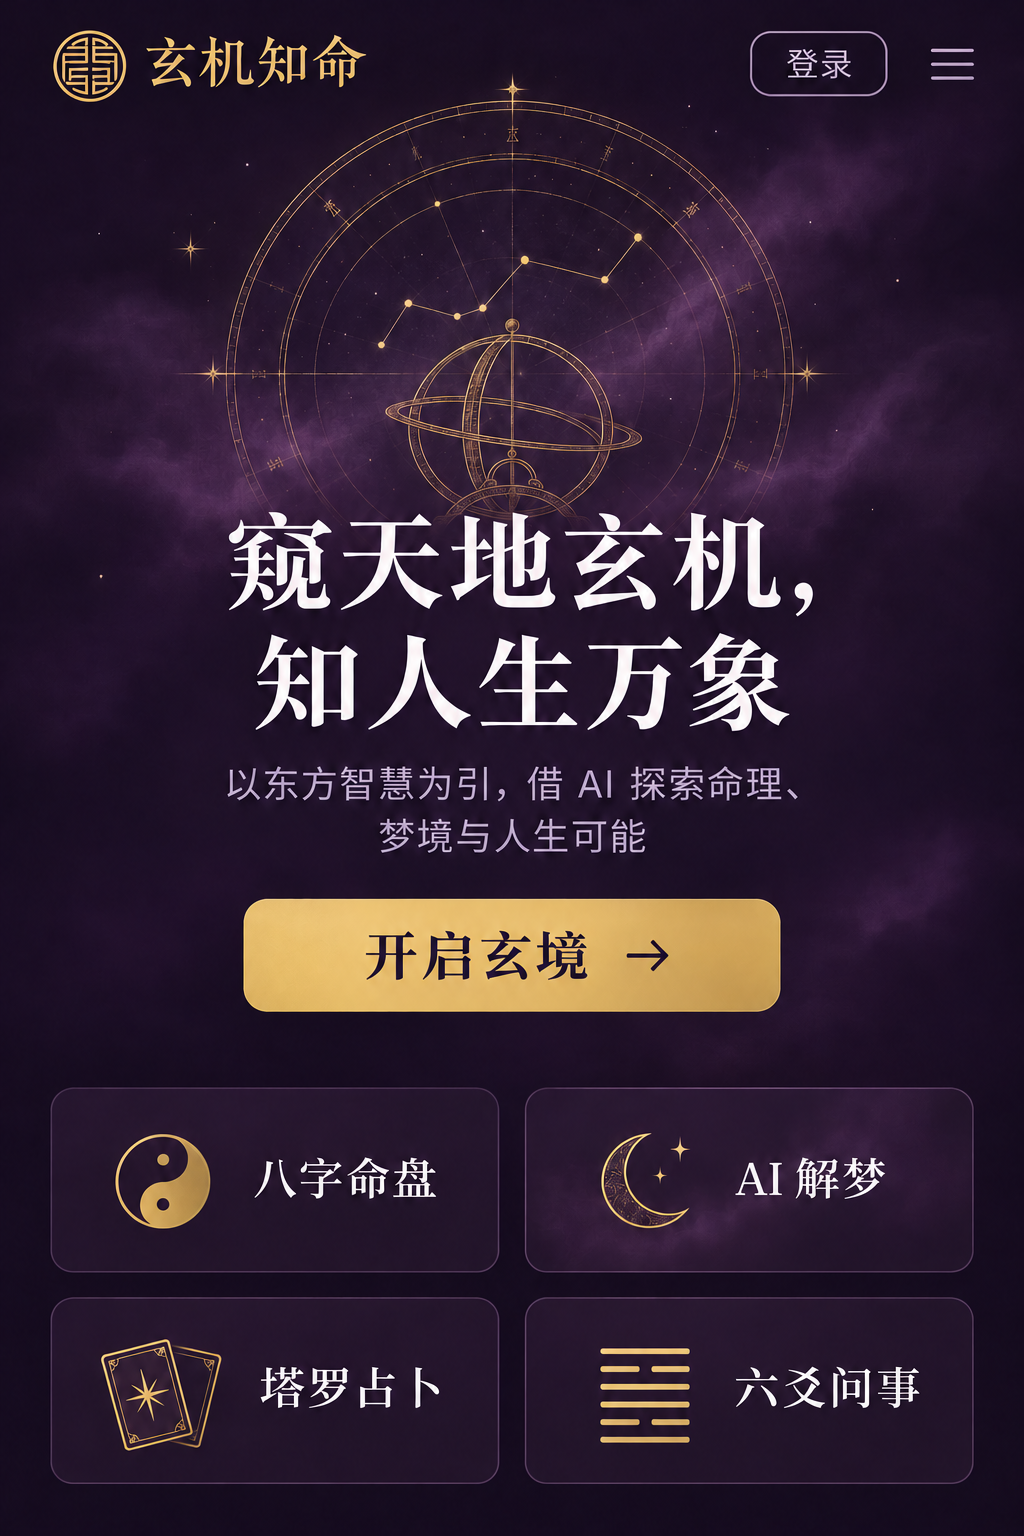 玄机知命
登录
窥天地玄机，
知人生万象
以东方智慧为引，借 AI 探索命理、
梦境与人生可能
开启玄境 →
八字命盘
AI 解梦
塔罗占卜
六爻问事